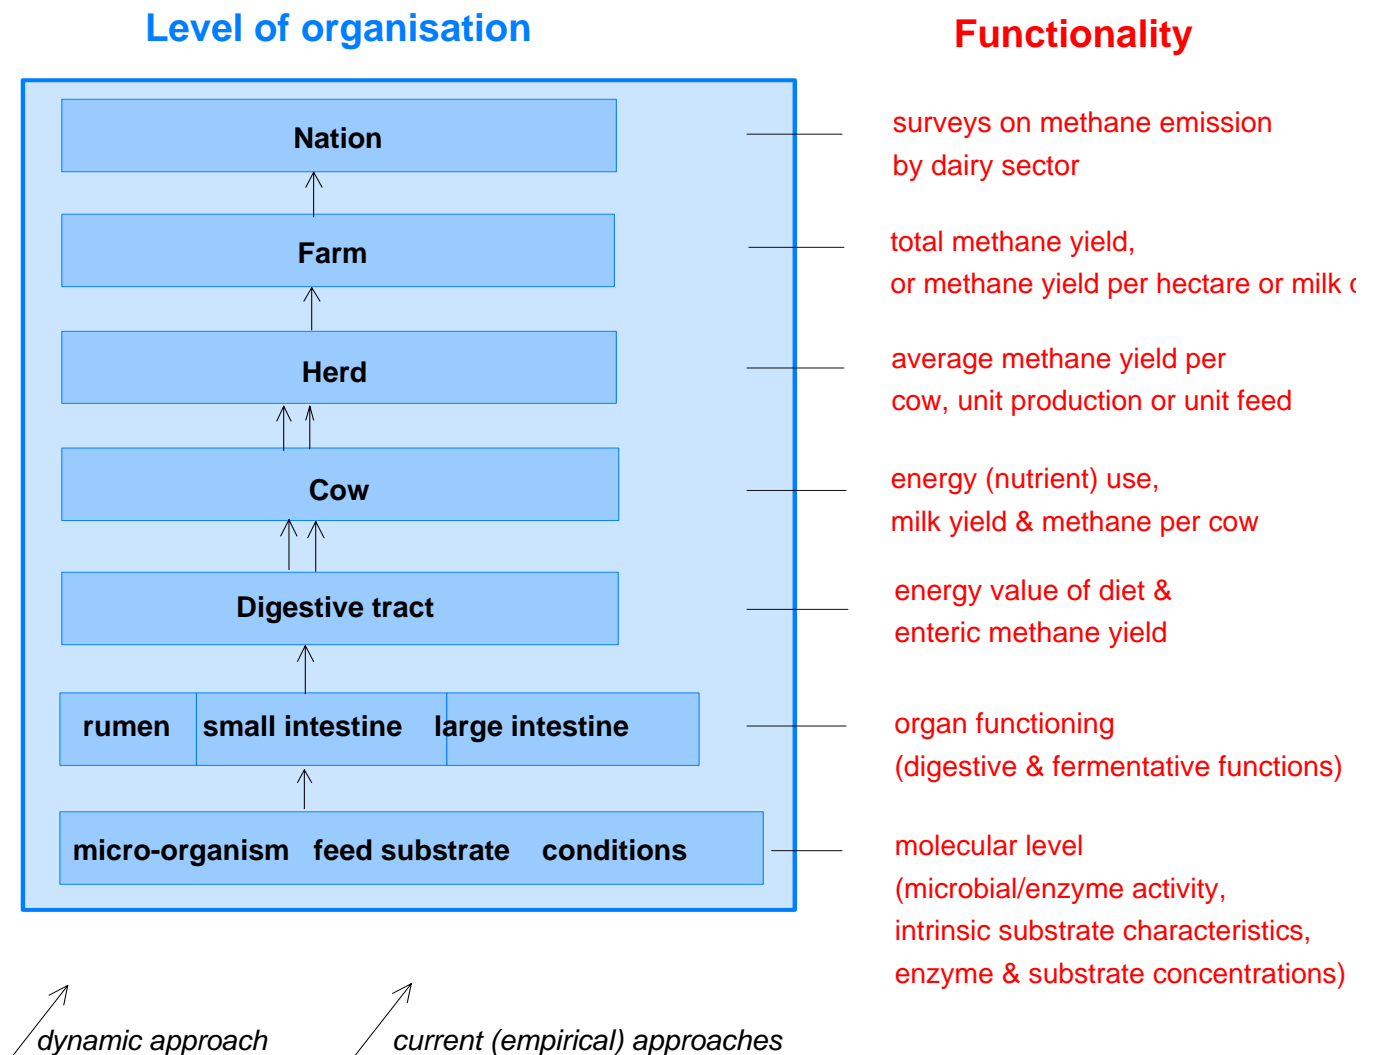 Level of organisation
Functionality
Nation
surveys on methane emission
by dairy sector
Farm
total methane yield,
or methane yield per hectare or milk
Herd
average methane yield per
cow, unit production or unit feed
Cow
energy (nutrient) use,
milk yield & methane per cow
Digestive tract
energy value of diet &
enteric methane yield
rumen small intestine large intestine
organ functioning
(digestive & fermentative functions)
micro-organism feed substrate conditions
molecular level
(microbial/enzyme activity,
intrinsic substrate characteristics,
enzyme & substrate concentrations)
dynamic approach
current (empirical) approaches